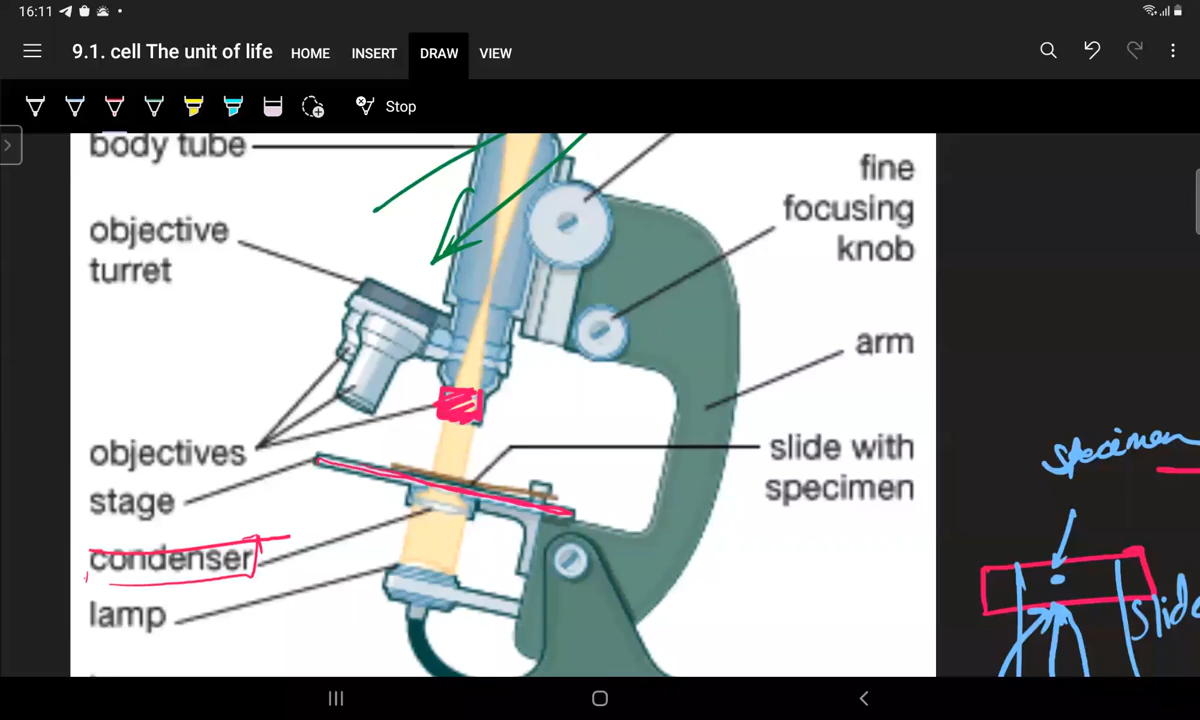 16:11
9.1. cell The unit of life
HOME INSERT DRAW VIEW
Stop
body tube
objective
turret
objectives
stage
condenser
lamp
fine
focusing
knob
arm
slide with
specimen
specimen
slide